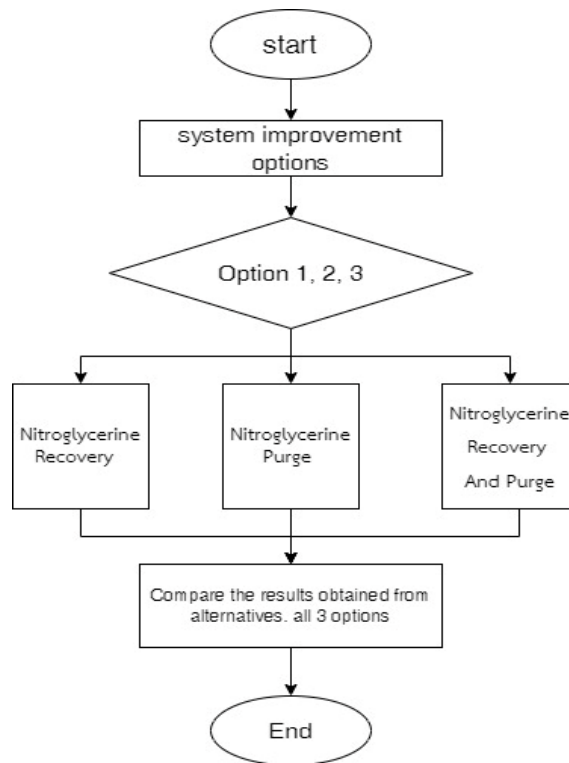 start
system improvement
options
Option 1, 2, 3
Nitroglycerine
Recovery
Nitroglycerine
Purge
Nitroglycerine
Recovery
And Purge
Compare the results obtained from
alternatives. all 3 options
End